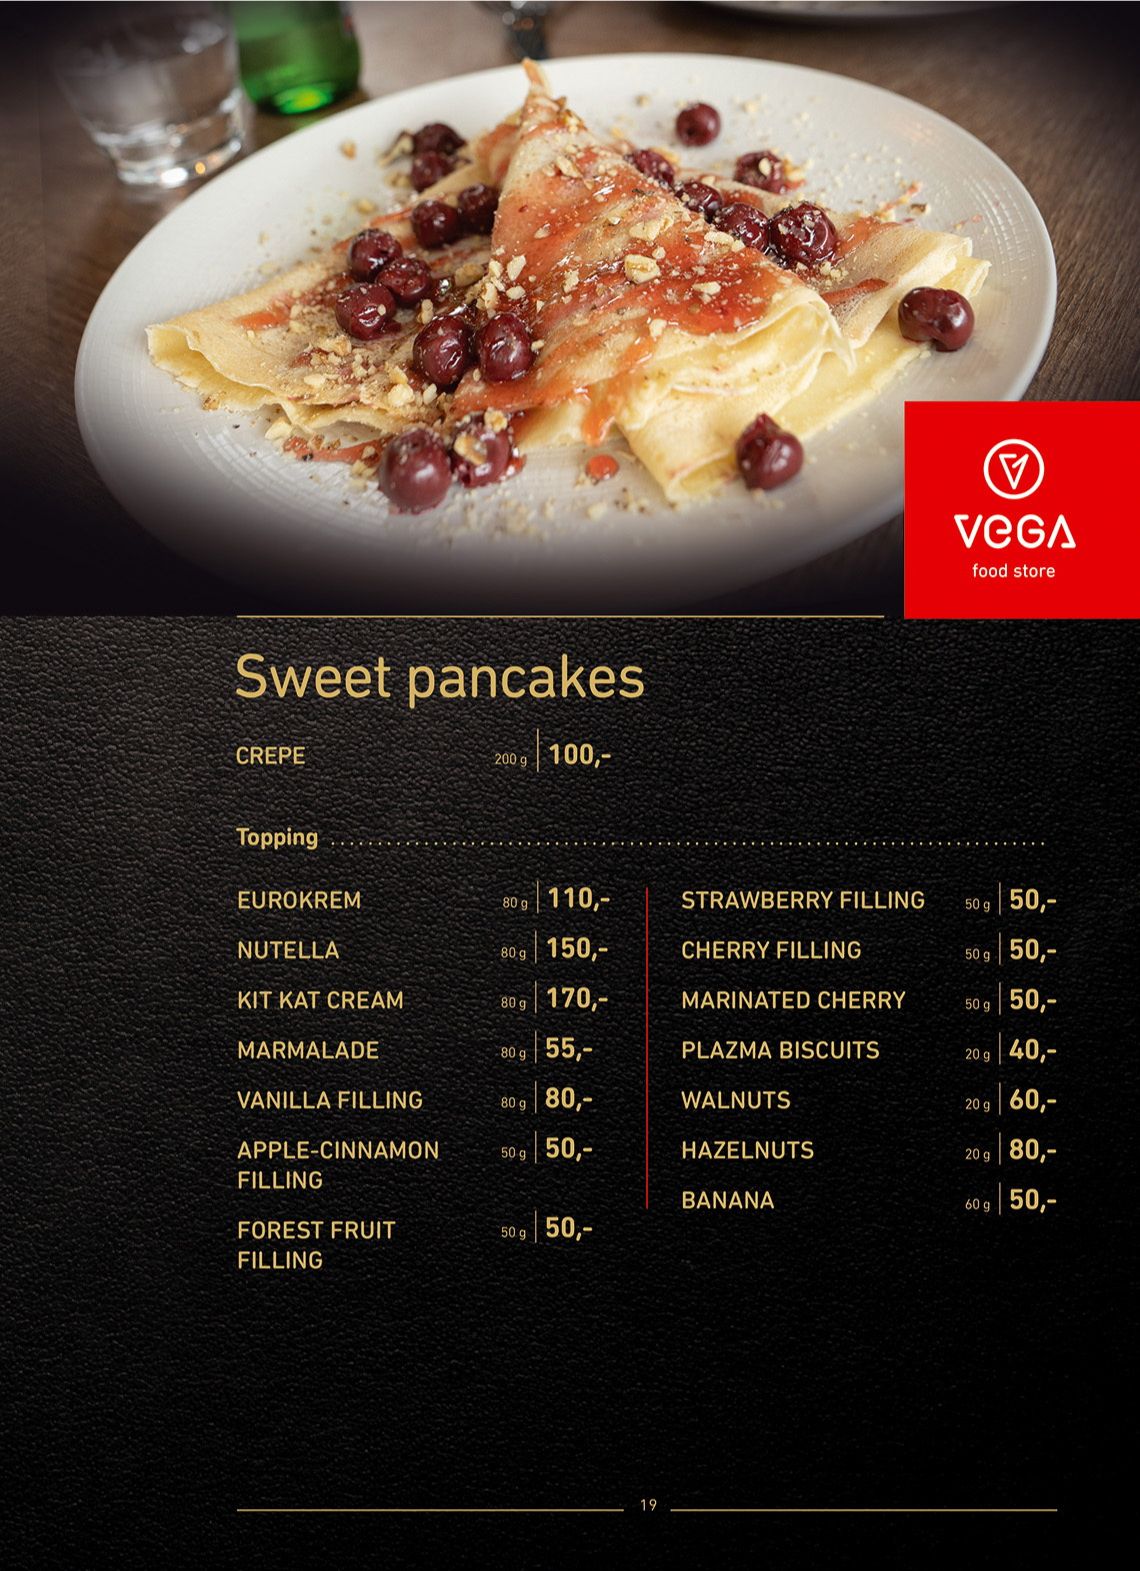 VEGA
food store
Sweet pancakes
CREPE 200 g 100,-
Topping
EUROKREM 80 g 110,-
NUTELLA 80 g 150,-
KIT KAT CREAM 80 g 170,-
MARMALADE 80 g 55,-
VANILLA FILLING 80 g 80,-
APPLE-CINNAMON 50 g 50,-
FILLING
FOREST FRUIT 50 g 50,-
FILLING
STRAWBERRY FILLING 50 g 50,-
CHERRY FILLING 50 g 50,-
MARINATED CHERRY 50 g 50,-
PLAZMA BISCUITS 20 g 40,-
WALNUTS 20 g 60,-
HAZELNUTS 20 g 80,-
BANANA 60 g 50,-
19